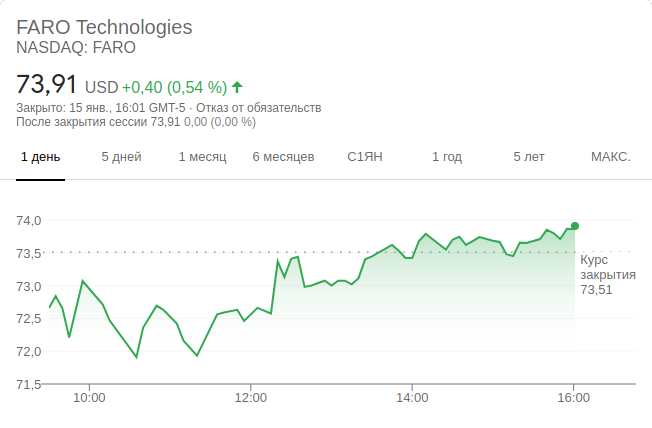 FARO Technologies
NASDAQ: FARO
73,91 USD +0,40 (0,54 %)
Закрыто: 15 янв., 16:01 GMT-5 · Отказ от обязательств
После закрытия сессии 73,91 0,00 (0,00 %)
1 день 5 дней 1 месяц 6 месяцев С1ЯН 1 год 5 лет МАКС.
74,0
73,5
Курс
закрытия
73,51
73,0
72,5
72,0
71,5
10:00 12:00 14:00 16:00